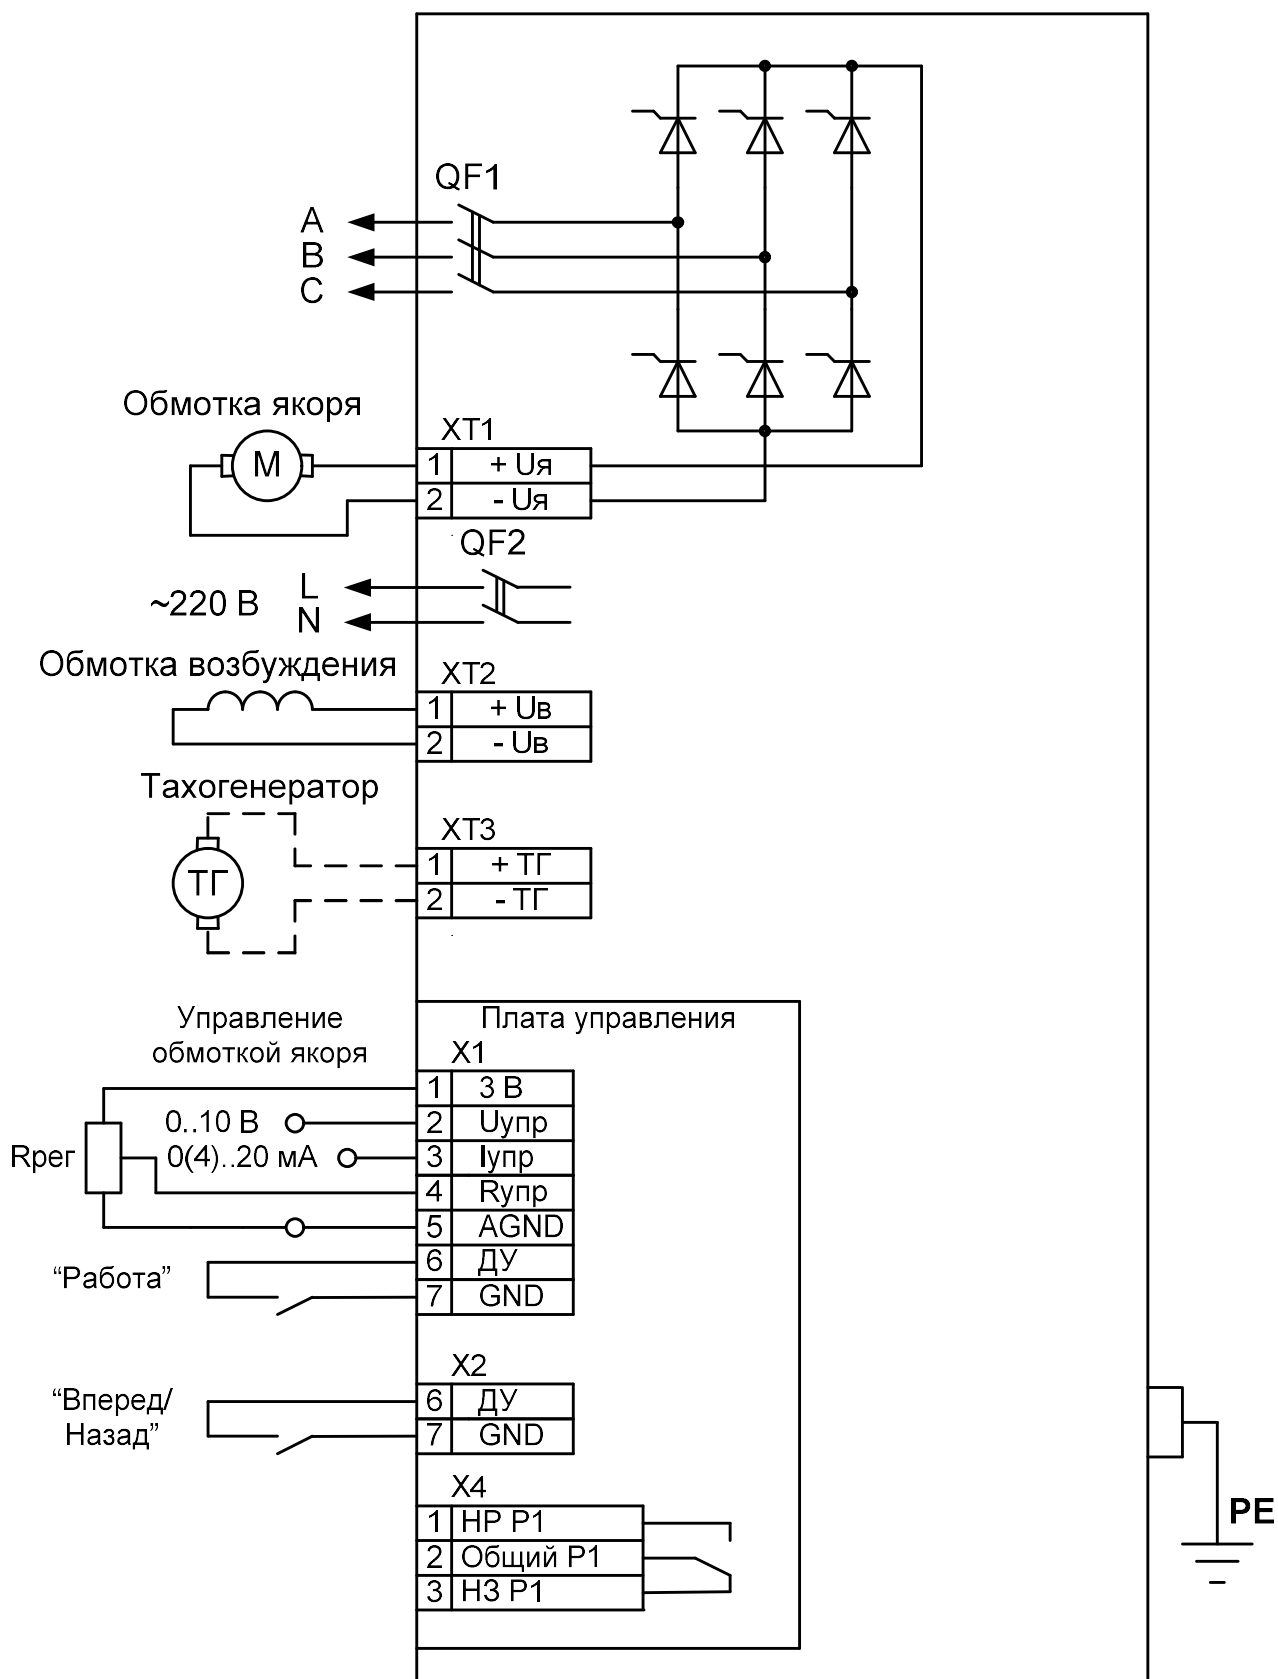 QF1
A
B
C
Обмотка якоря
XT1
M
1 + Uя
2 - Uя
QF2
~220 В
L
N
Обмотка возбуждения
XT2
1 + Uв
2 - Uв
Тахогенератор
XT3
ТГ
1 + ТГ
2 - ТГ
Управление
обмоткой якоря
Плата управления
X1
1 3 В
0..10 В 2 Uупр
Rрег 0(4)..20 мА 3 Iупр
4 Rупр
5 AGND
6 ДУ
“Работа”
7 GND
X2
“Вперед/
Назад”
6 ДУ
7 GND
X4
1 НР Р1
2 Общий Р1
3 НЗ Р1
PE